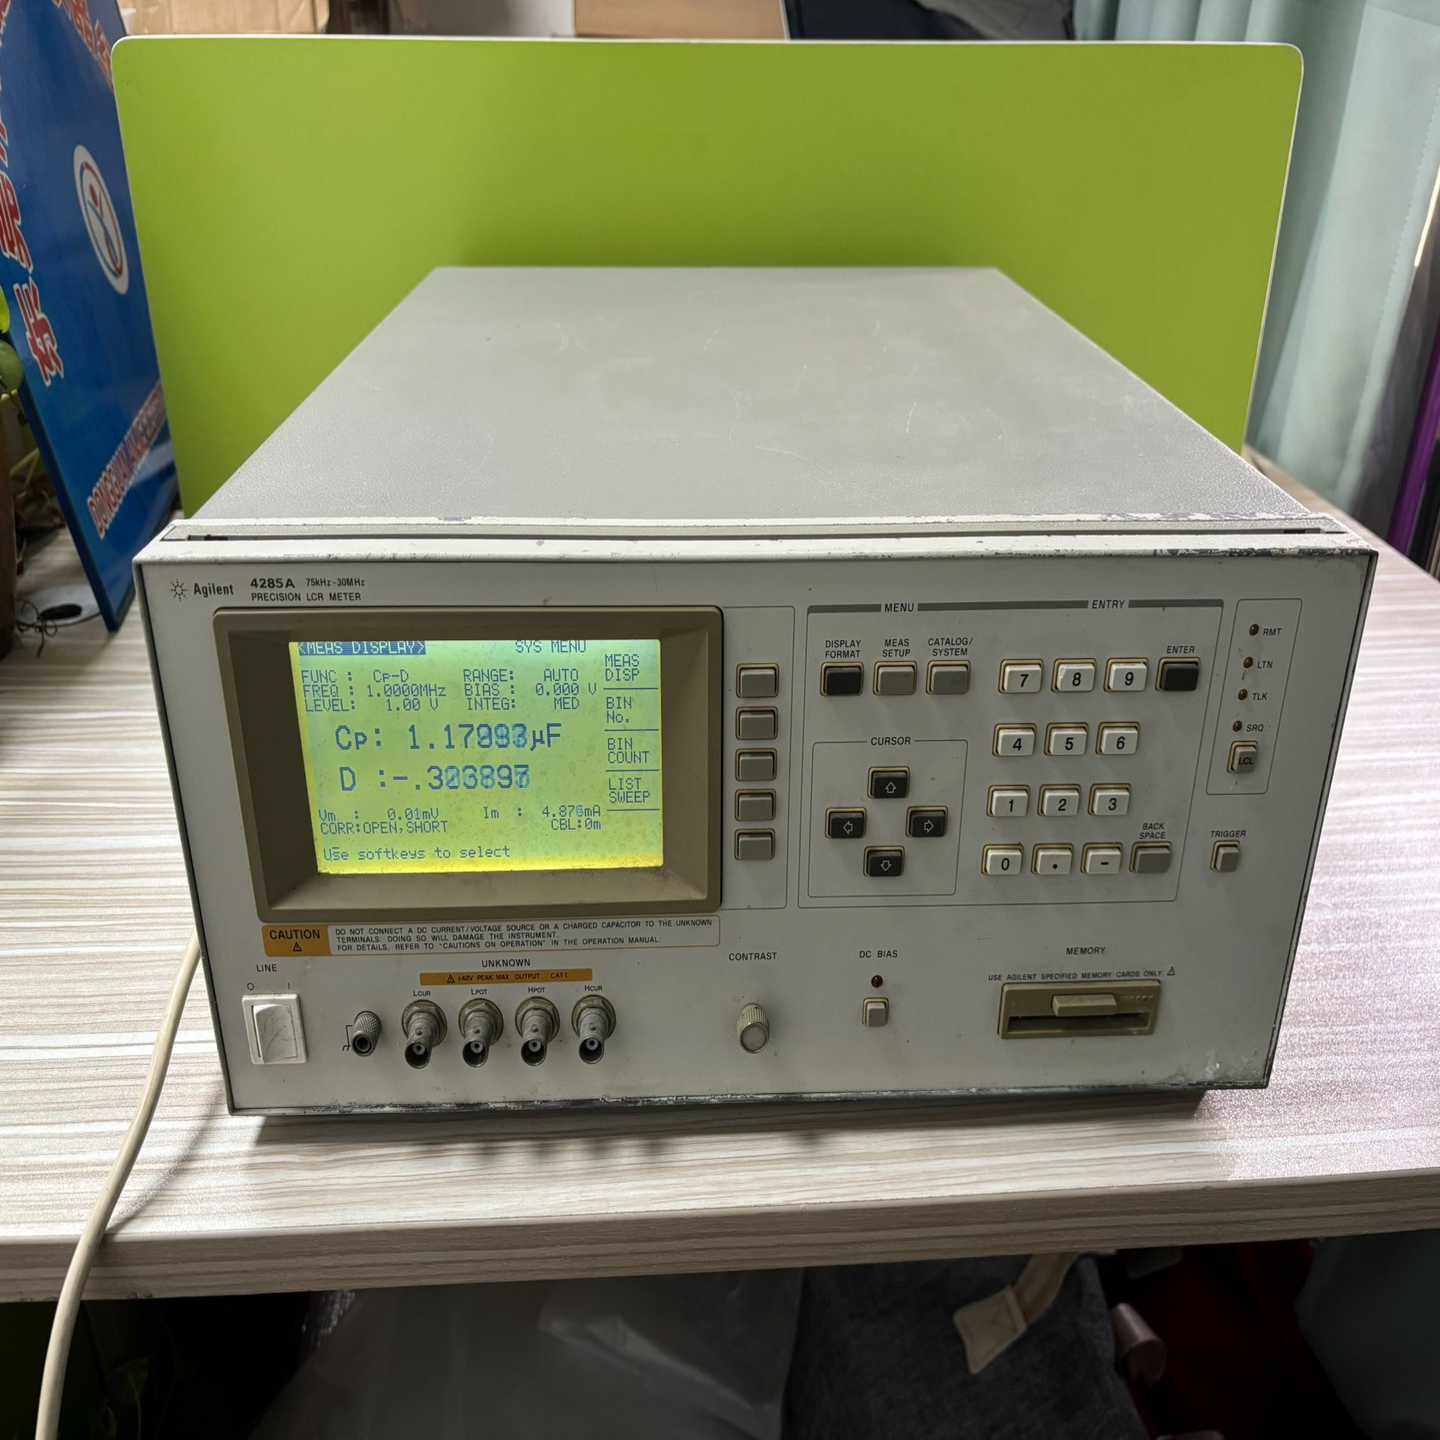 Agilent 4285A 75kHz-30MHz
PRECISION LCR METER
<MEAS DISPLAY> SYS MENU
FUNC : Cp-D RANGE: AUTO
FREQ : 1.0000MHz BIAS : 0.000 V
LEVEL: 1.00 V INTEG: MED
Cp:
D :
Vm : 0.01mV Im :
CORR:OPEN,SHORT CBL:0m
Use softkeys to select
MEAS
DISP
BIN
No.
BIN
COUNT
LIST
SWEEP
MENU
ENTRY
DISPLAY
FORMAT
MEAS
SETUP
CATALOG/
SYSTEM
7 8 9
ENTER
4 5 6
1 2 3
0 . -
BACK
SPACE
CURSOR
RMT
LTN
TLK
SRQ
LCL
TRIGGER
CAUTION
DO NOT CONNECT A DC CURRENT/VOLTAGE SOURCE OR A CHARGED CAPACITOR TO THE UNKNOWN
TERMINALS. DOING SO WILL DAMAGE THE INSTRUMENT.
FOR DETAILS, REFER TO "CAUTIONS ON OPERATION" IN THE OPERATION MANUAL.
LINE
O I
UNKNOWN
±42V PEAK MAX OUTPUT CAT I
LCUR LPOT HPOT HCUR
CONTRAST
DC BIAS
MEMORY
USE AGILENT SPECIFIED MEMORY CARDS ONLY